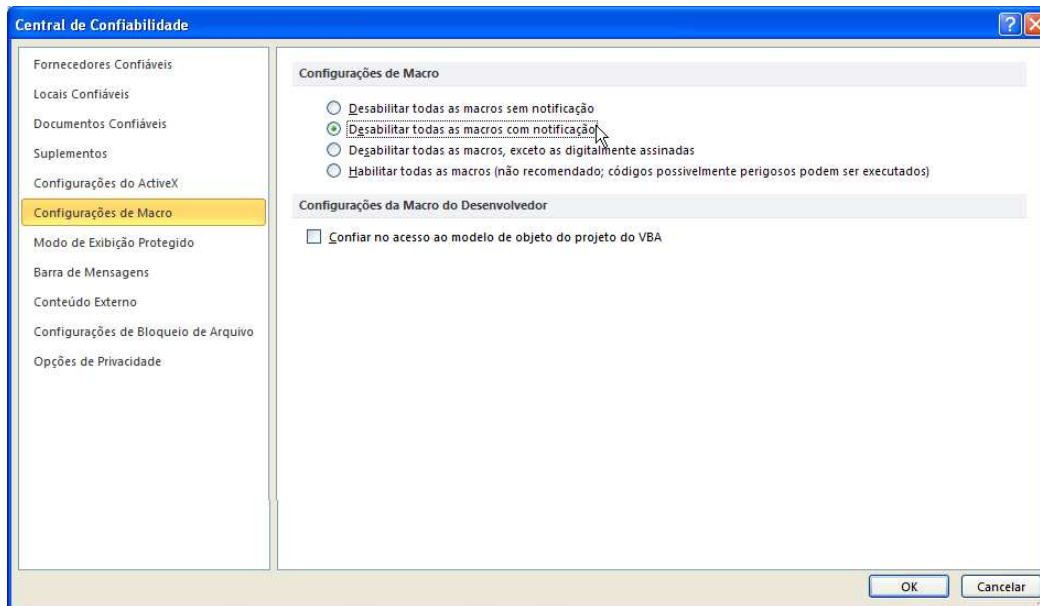 Central de Confiabilidade
Fornecedores Confiáveis
Locais Confiáveis
Documentos Confiáveis
Suplementos
Configurações do ActiveX
Configurações de Macro
Modo de Exibição Protegido
Barra de Mensagens
Conteúdo Externo
Configurações de Bloqueio de Arquivo
Opções de Privacidade
Configurações de Macro
Desabilitar todas as macros sem notificação
Desabilitar todas as macros com notificação
Desabilitar todas as macros, exceto as digitalmente assinadas
Habilitar todas as macros (não recomendado; códigos possivelmente perigosos podem ser executados)
Configurações da Macro do Desenvolvedor
Confiar no acesso ao modelo de objeto do projeto do VBA
OK
Cancelar